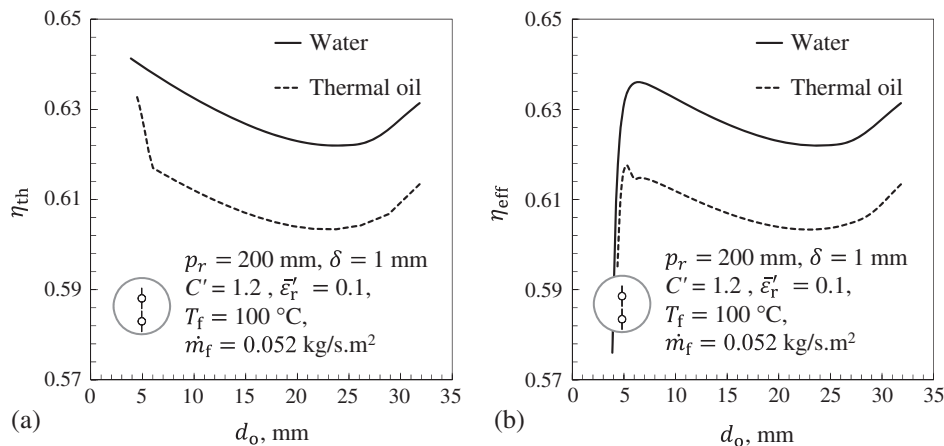 0.65
0.63
0.61
0.59
0.57
η_th
Water
Thermal oil
p_r = 200 mm, δ = 1 mm
C′ = 1.2 , ε̄′_r = 0.1,
T_f = 100 °C,
ṁ_f = 0.052 kg/s.m²
0 5 10 15 20 25 30 35
(a)
d_o, mm
0.65
0.63
0.61
0.59
0.57
η_eff
Water
Thermal oil
p_r = 200 mm, δ = 1 mm
C′ = 1.2 , ε̄′_r = 0.1,
T_f = 100 °C,
ṁ_f = 0.052 kg/s.m²
0 5 10 15 20 25 30 35
(b)
d_o, mm